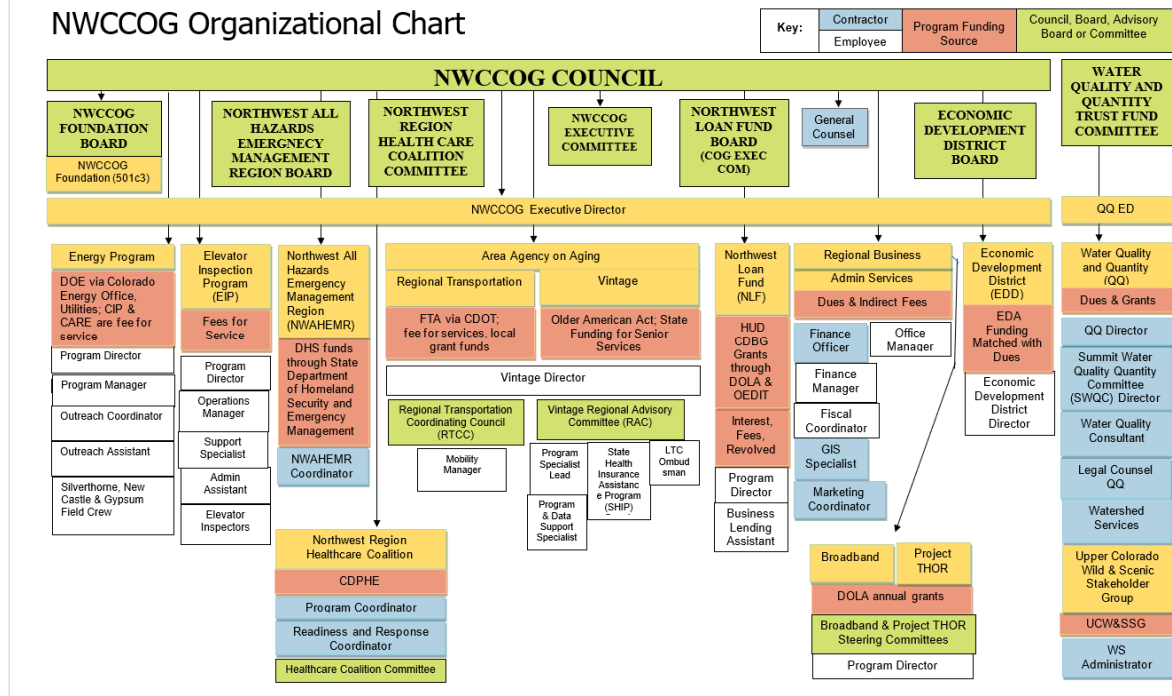 NWCCOG Organizational Chart
Key:
Contractor
Employee
Program Funding
Source
Council, Board, Advisory
Board or Committee
NWCCOG COUNCIL
NWCCOG
FOUNDATION
BOARD
NWCCOG
Foundation (501c3)
NORTHWEST ALL
HAZARDS
EMERGNECY
MANAGEMENT
REGION BOARD
NORTHWEST
REGION
HEALTH CARE
COALITION
COMMITTEE
NWCCOG
EXECUTIVE
COMMITTEE
NORTHWEST
LOAN FUND
BOARD
(COG EXEC
COM)
General
Counsel
ECONOMIC
DEVELOPMENT
DISTRICT
BOARD
WATER
QUALITY AND
QUANTITY
TRUST FUND
COMMITTEE
NWCCOG Executive Director
QQ ED
Energy Program
DOE via Colorado
Energy Office,
Utilities; CIP &
CARE are fee for
service
Program Director
Program Manager
Outreach Coordinator
Outreach Assistant
Silverthorne, New
Castle & Gypsum
Field Crew
Elevator
Inspection
Program
(EIP)
Fees for
Service
Program
Director
Operations
Manager
Support
Specialist
Admin
Assistant
Elevator
Inspectors
Northwest All
Hazards
Emergency
Management
Region
(NWAHEMR)
DHS funds
through State
Department
of Homeland
Security and
Emergency
Management
NWAHEMR
Coordinator
Northwest Region
Healthcare Coalition
CDPHE
Program Coordinator
Readiness and Response
Coordinator
Healthcare Coalition Committee
Area Agency on Aging
Regional Transportation
FTA via CDOT;
fee for services, local
grant funds
Vintage
Older American Act; State
Funding for Senior
Services
Vintage Director
Regional Transportation
Coordinating Council
(RTCC)
Mobility
Manager
Vintage Regional Advisory
Committee (RAC)
Program
Specialist
Lead
Program
& Data
Support
Specialist
State
Health
Insurance
Assistanc
e Program
(SHIP)
LTC
Ombud
sman
Northwest
Loan
Fund
(NLF)
HUD
CDBG
Grants
through
DOLA &
OEDIT
Interest,
Fees,
Revolved
Program
Director
Business
Lending
Assistant
Regional Business
Admin Services
Dues & Indirect Fees
Finance
Officer
Office
Manager
Finance
Manager
Fiscal
Coordinator
GIS
Specialist
Marketing
Coordinator
Broadband
Project
THOR
DOLA annual grants
Broadband & Project THOR
Steering Committees
Program Director
Economic
Development
District
(EDD)
EDA
Funding
Matched with
Dues
Economic
Development
District
Director
Water Quality
and Quantity
(QQ)
Dues & Grants
QQ Director
Summit Water
Quality Quantity
Committee
(SWQC) Director
Water Quality
Consultant
Legal Counsel
QQ
Watershed
Services
Upper Colorado
Wild & Scenic
Stakeholder
Group
UCW&SSG
WS
Administrator